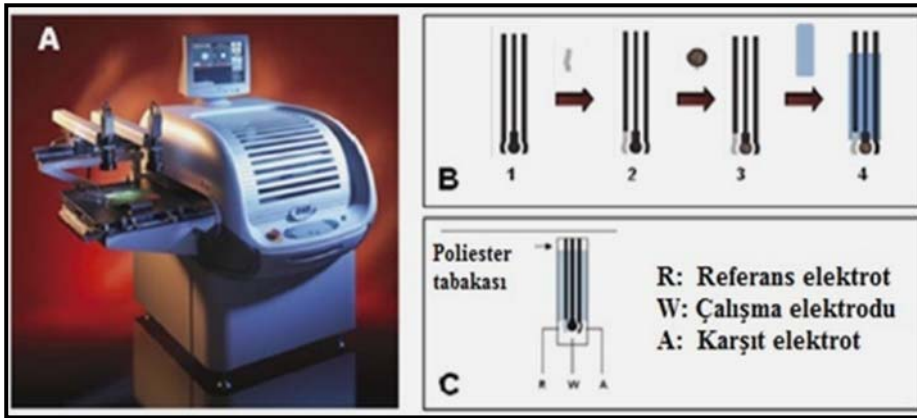 A
B
1
2
3
4
C
Poliester
tabakası
R W A
R: Referans elektrot
W: Çalışma elektrodu
A: Karşıt elektrot